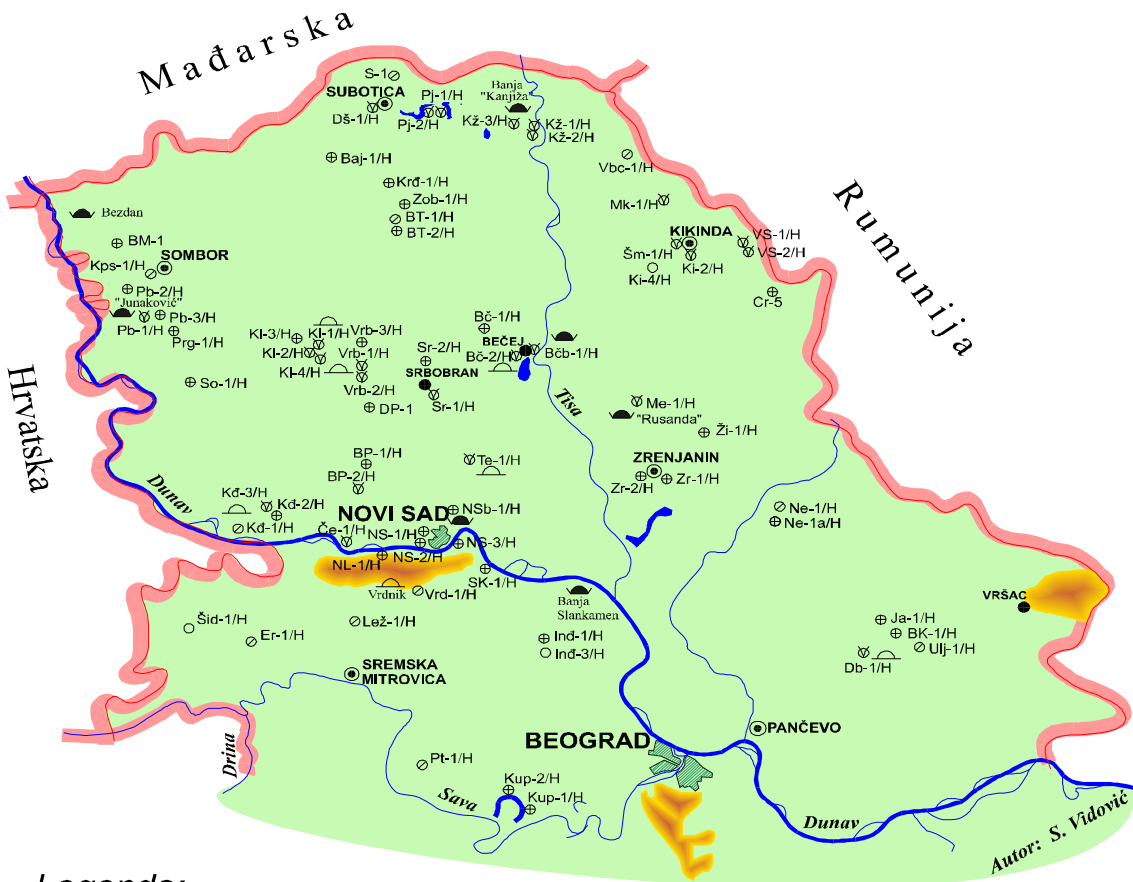 Mađarska
S-1
SUBOTICA
Pj-1/H
Banja
"Kanjiža"
Dš-1/H
Pj-2/H
Kž-3/H
Kž-1/H
Kž-2/H
Baj-1/H
Vbc-1/H
Krđ-1/H
Zob-1/H
BT-1/H
BT-2/H
Mk-1/H
Rumunija
Bezdan
BM-1
SOMBOR
Kps-1/H
KIKINDA
VS-1/H
VS-2/H
Šm-1/H
Ki-2/H
Ki-4/H
Cr-5
Pb-2/H
"Junaković"
Pb-3/H
Pb-1/H
Prg-1/H
Kl-3/H
Kl-1/H
Vrb-3/H
Bč-1/H
Kl-2/H
Vrb-1/H
Sr-2/H
BEČEJ
Bč-2/H
Bčb-1/H
Kl-4/H
SRBOBRAN
Hrvatska
So-1/H
Vrb-2/H
DP-1
Sr-1/H
Tisa
Me-1/H
"Rusanda"
Ži-1/H
BP-1/H
Te-1/H
ZRENJANIN
BP-2/H
Zr-2/H
Zr-1/H
Dunav
Kđ-3/H
Kđ-2/H
Kđ-1/H
NOVI SAD
NSb-1/H
Ne-1/H
Ne-1a/H
Če-1/H
NS-1/H
NS-3/H
NL-1/H
NS-2/H
SK-1/H
Vrdnik
Vrd-1/H
Banja
Slankamen
VRŠAC
Šid-1/H
Er-1/H
Lež-1/H
Inđ-1/H
Inđ-3/H
Ja-1/H
BK-1/H
Ulj-1/H
Db-1/H
SREMSKA
MITROVICA
Drina
PANČEVO
BEOGRAD
Pt-1/H
Sava
Kup-2/H
Kup-1/H
Dunav
Autor: S. Vidović
Legenda: